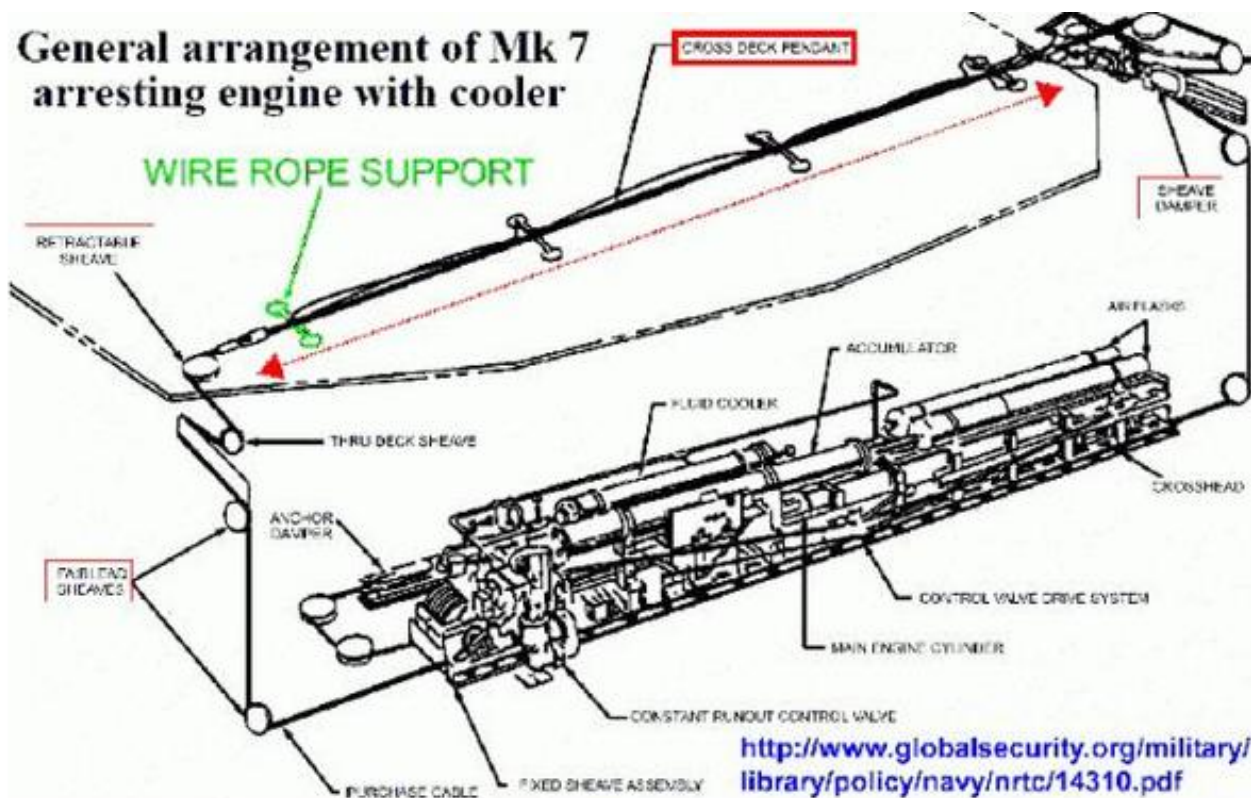 General arrangement of Mk 7
arresting engine with cooler
CROSS DECK PENDANT
WIRE ROPE SUPPORT
SHEAVE
DAMPER
RETRACTABLE
SHEAVE
AIR FLASKS
ACCUMULATOR
FLUID COOLER
THRU DECK SHEAVE
CROSSHEAD
ANCHOR
DAMPER
FAIRLEAD
SHEAVES
CONTROL VALVE DRIVE SYSTEM
MAIN ENGINE CYLINDER
CONSTANT RUNOUT CONTROL VALVE
FIXED SHEAVE ASSEMBLY
PURCHASE CABLE
http://www.globalsecurity.org/military/
library/policy/navy/nrtc/14310.pdf